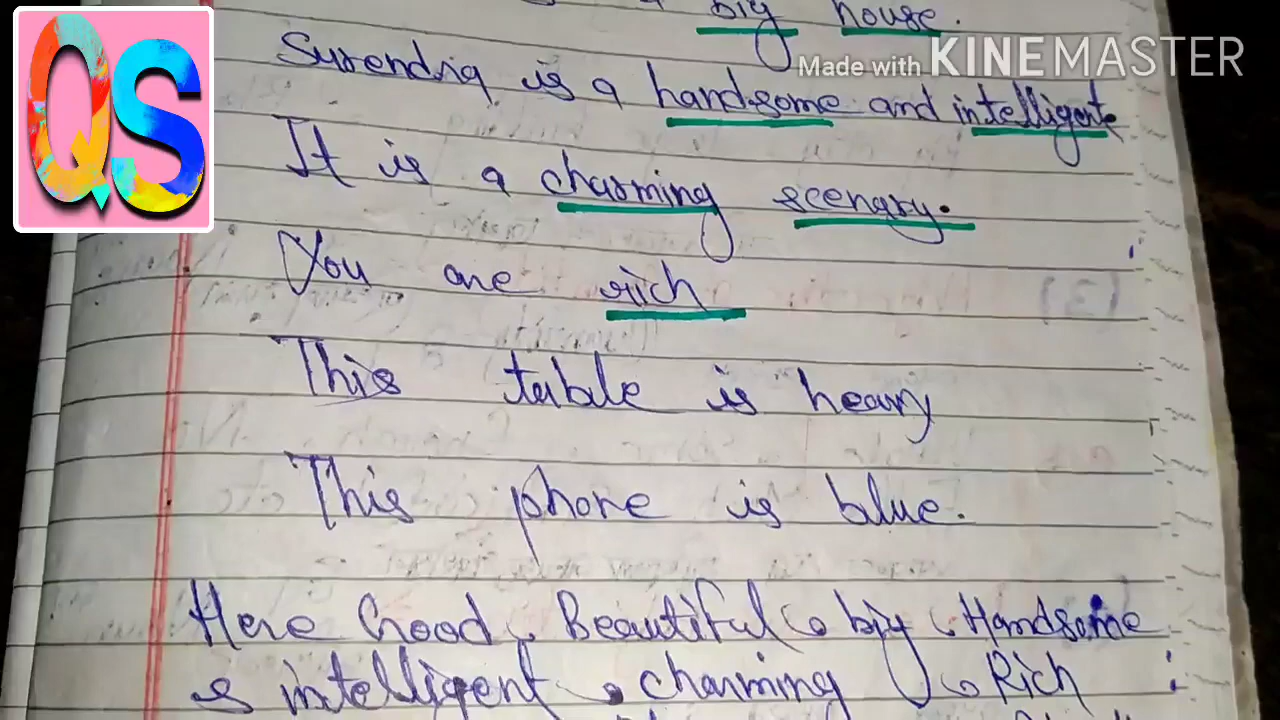 big house.
QS
Made with KINEMASTER
Surendra is a handsome and intelligent
It is a charming scenary.
You are rich
This table is heavy
This phone is blue.
Here Good, Beautiful, big, Handsome
& intelligent, charming, Rich